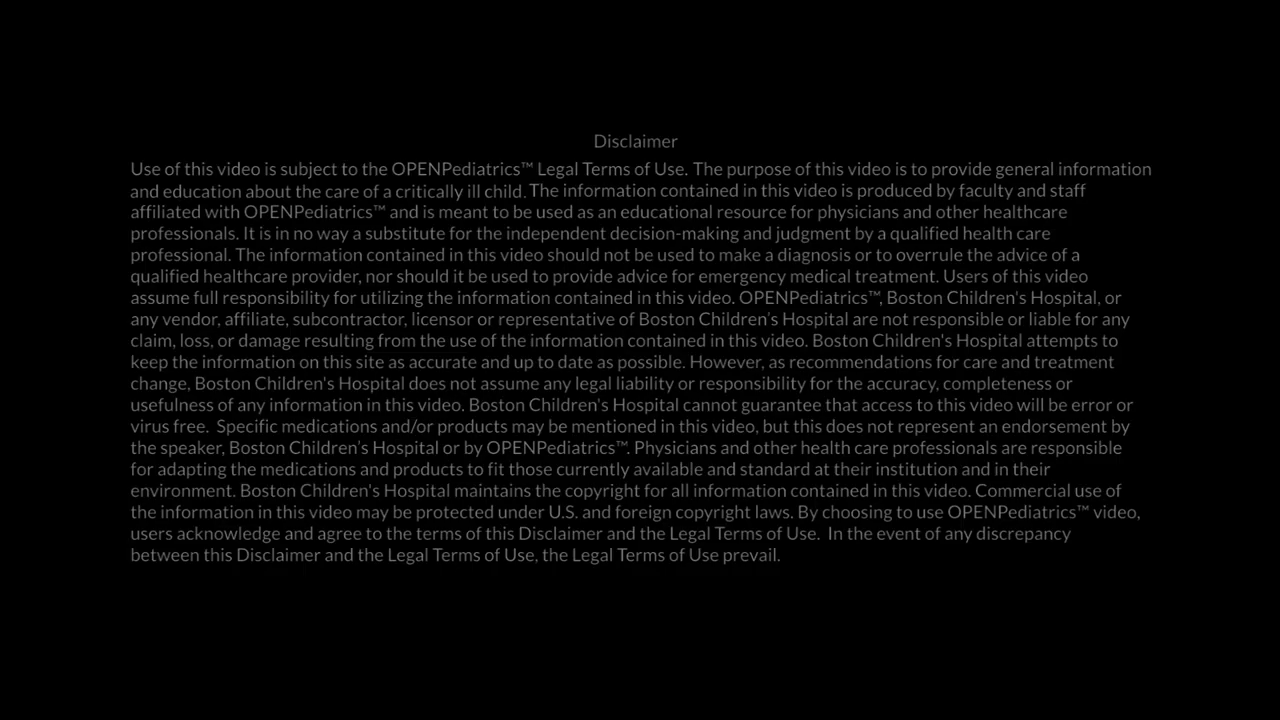 Disclaimer
Use of this video is subject to the OPENPediatrics™ Legal Terms of Use. The purpose of this video is to provide general information
and education about the care of a critically ill child. The information contained in this video is produced by faculty and staff
affiliated with OPENPediatrics™ and is meant to be used as an educational resource for physicians and other healthcare
professionals. It is in no way a substitute for the independent decision-making and judgment by a qualified health care
professional. The information contained in this video should not be used to make a diagnosis or to overrule the advice of a
qualified healthcare provider, nor should it be used to provide advice for emergency medical treatment. Users of this video
assume full responsibility for utilizing the information contained in this video. OPENPediatrics™, Boston Children's Hospital, or
any vendor, affiliate, subcontractor, licensor or representative of Boston Children’s Hospital are not responsible or liable for any
claim, loss, or damage resulting from the use of the information contained in this video. Boston Children's Hospital attempts to
keep the information on this site as accurate and up to date as possible. However, as recommendations for care and treatment
change, Boston Children's Hospital does not assume any legal liability or responsibility for the accuracy, completeness or
usefulness of any information in this video. Boston Children's Hospital cannot guarantee that access to this video will be error or
virus free.  Specific medications and/or products may be mentioned in this video, but this does not represent an endorsement by
the speaker, Boston Children’s Hospital or by OPENPediatrics™. Physicians and other health care professionals are responsible
for adapting the medications and products to fit those currently available and standard at their institution and in their
environment. Boston Children's Hospital maintains the copyright for all information contained in this video. Commercial use of
the information in this video may be protected under U.S. and foreign copyright laws. By choosing to use OPENPediatrics™ video,
users acknowledge and agree to the terms of this Disclaimer and the Legal Terms of Use.  In the event of any discrepancy
between this Disclaimer and the Legal Terms of Use, the Legal Terms of Use prevail.